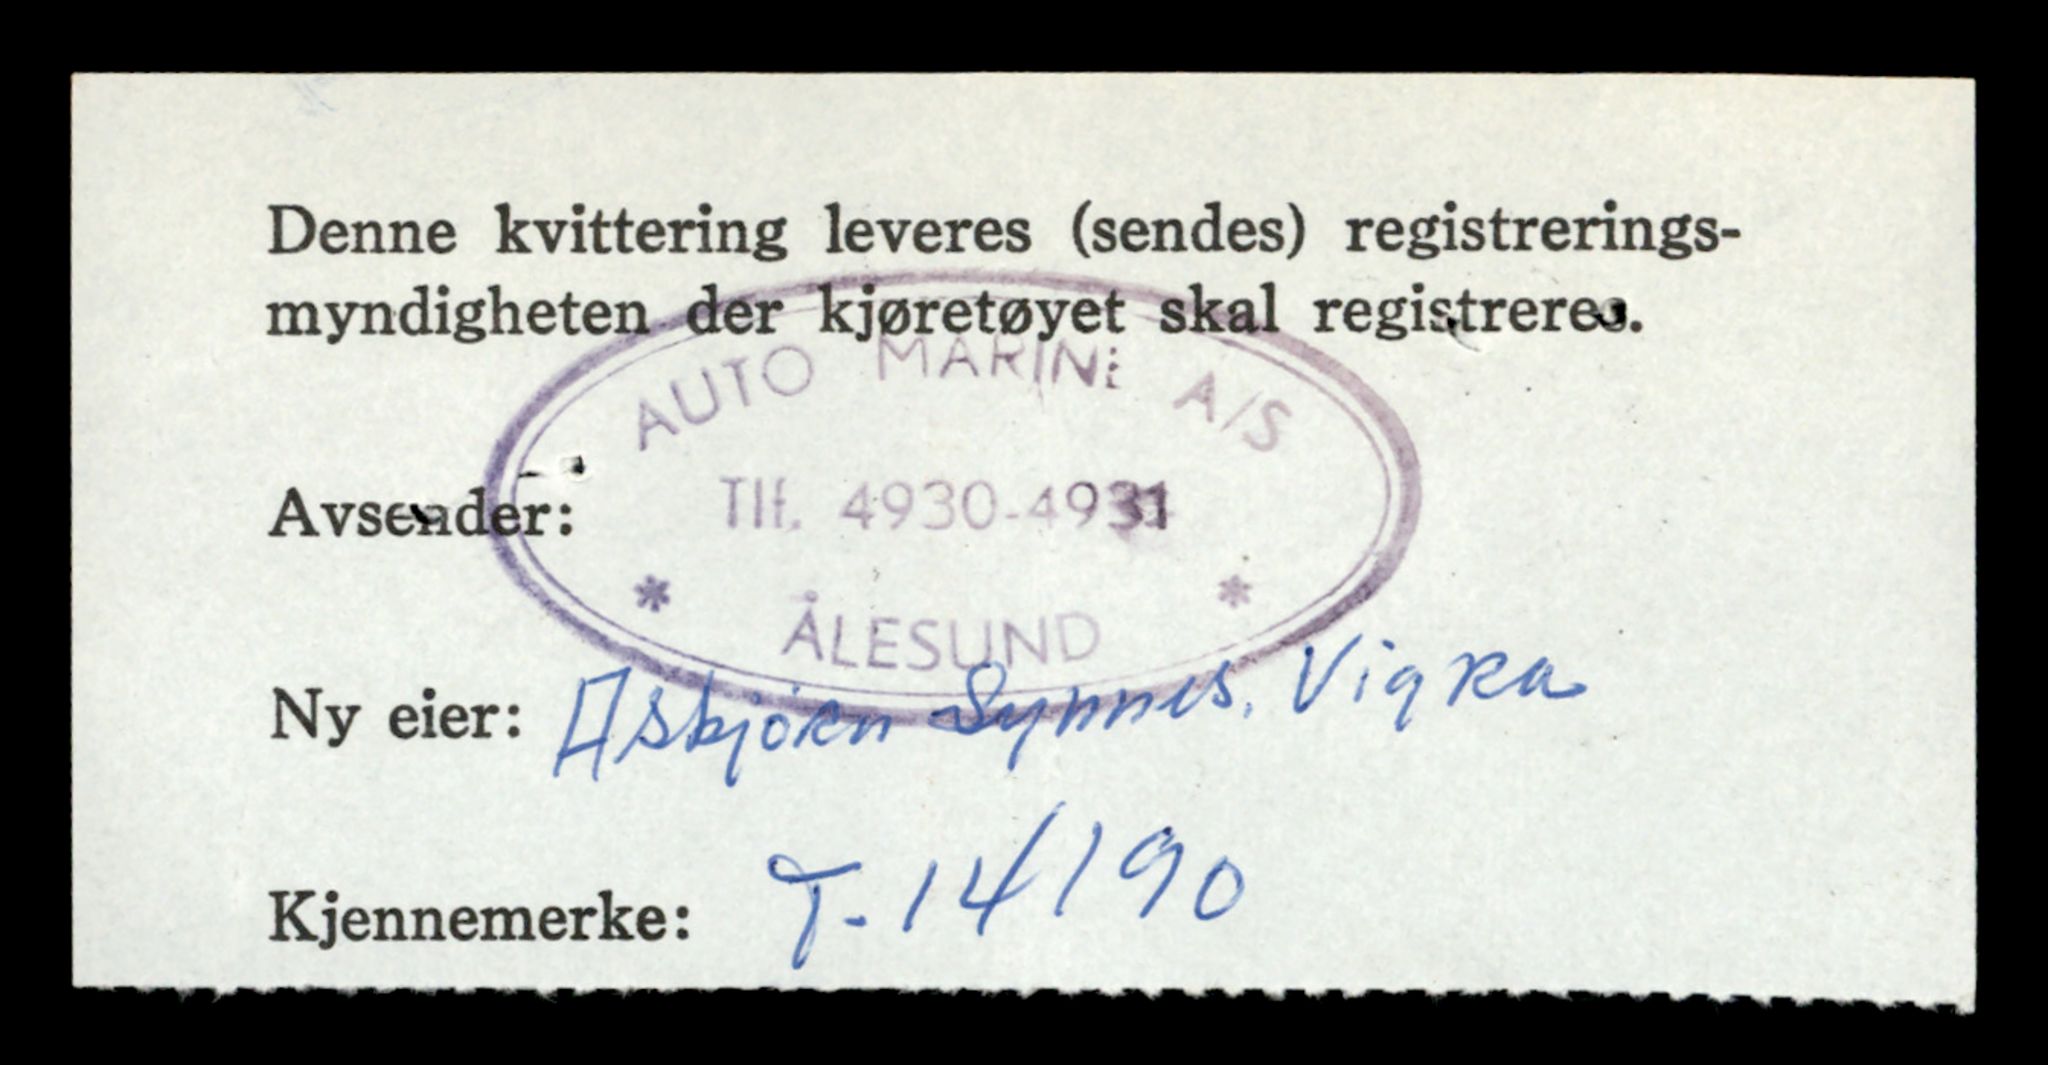 Denne kvittering leveres (sendes) registrerings-
myndigheten der kjøretøyet skal registreres.
AUTO MARINE A/S
Avsender:
Tlf. 4930-4931
* *
ÅLESUND
Ny eier: Asbjørn Synnes, Vigra
Kjennemerke: T-14190